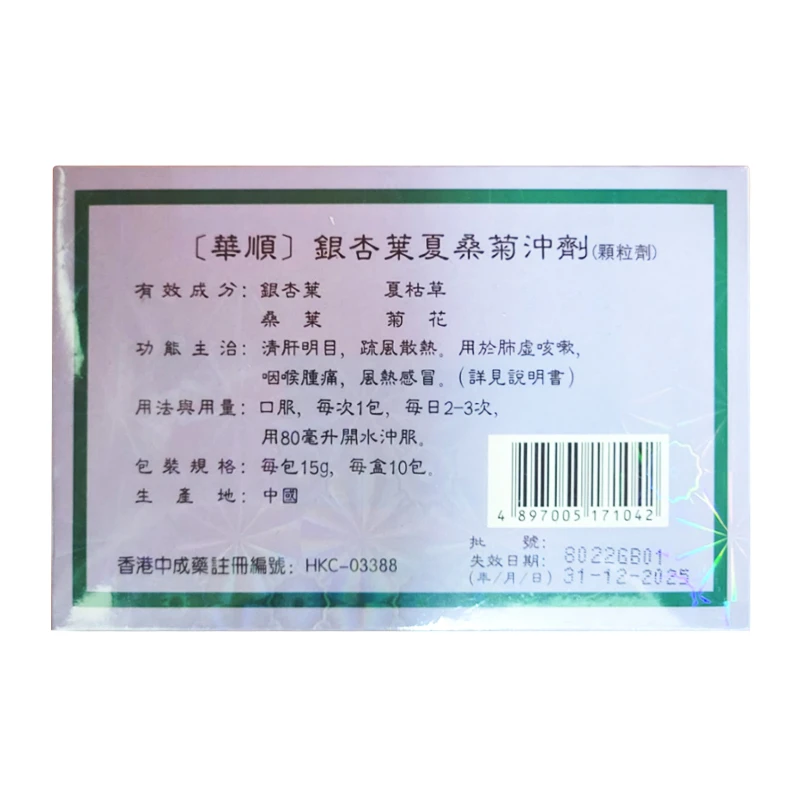 〔華順〕銀杏葉夏桑菊沖劑(顆粒劑)
有效成分：銀杏葉 夏枯草
桑葉 菊花
功能主治：清肝明目，疏風散熱。用於肺虛咳嗽，
咽喉腫痛，風熱感冒。(詳見說明書)
用法與用量：口服，每次1包，每日2-3次，
用80毫升開水沖服。
包裝規格：每包15g，每盒10包。
生產地：中國
4 897005 171042
香港中成藥註冊編號：HKC-03388
批號： 80226B01
失效日期：
(年/月/日) 31-12-2025